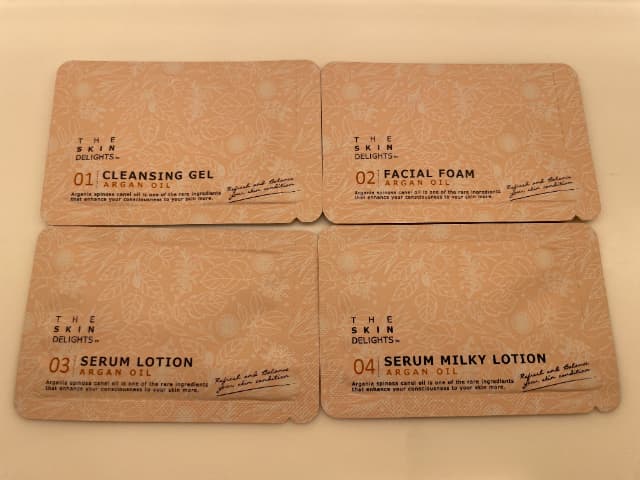 THE
SKIN
DELIGHTS™
01 CLEANSING GEL
ARGAN OIL
Argania spinosa canel oil is one of the rare ingredients
that enhance your consciousness to your skin more.
Refresh and Balance
your skin condition.
THE
SKIN
DELIGHTS™
02 FACIAL FOAM
ARGAN OIL
Argania spinosa canel oil is one of the rare ingredients
that enhance your consciousness to your skin more.
Refresh and Balance
your skin condition.
THE
SKIN
DELIGHTS™
03 SERUM LOTION
ARGAN OIL
Argania spinosa canel oil is one of the rare ingredients
that enhance your consciousness to your skin more.
Refresh and Balance
your skin condition.
THE
SKIN
DELIGHTS™
04 SERUM MILKY LOTION
ARGAN OIL
Argania spinosa canel oil is one of the rare ingredients
that enhance your consciousness to your skin more.
Refresh and Balance
your skin condition.